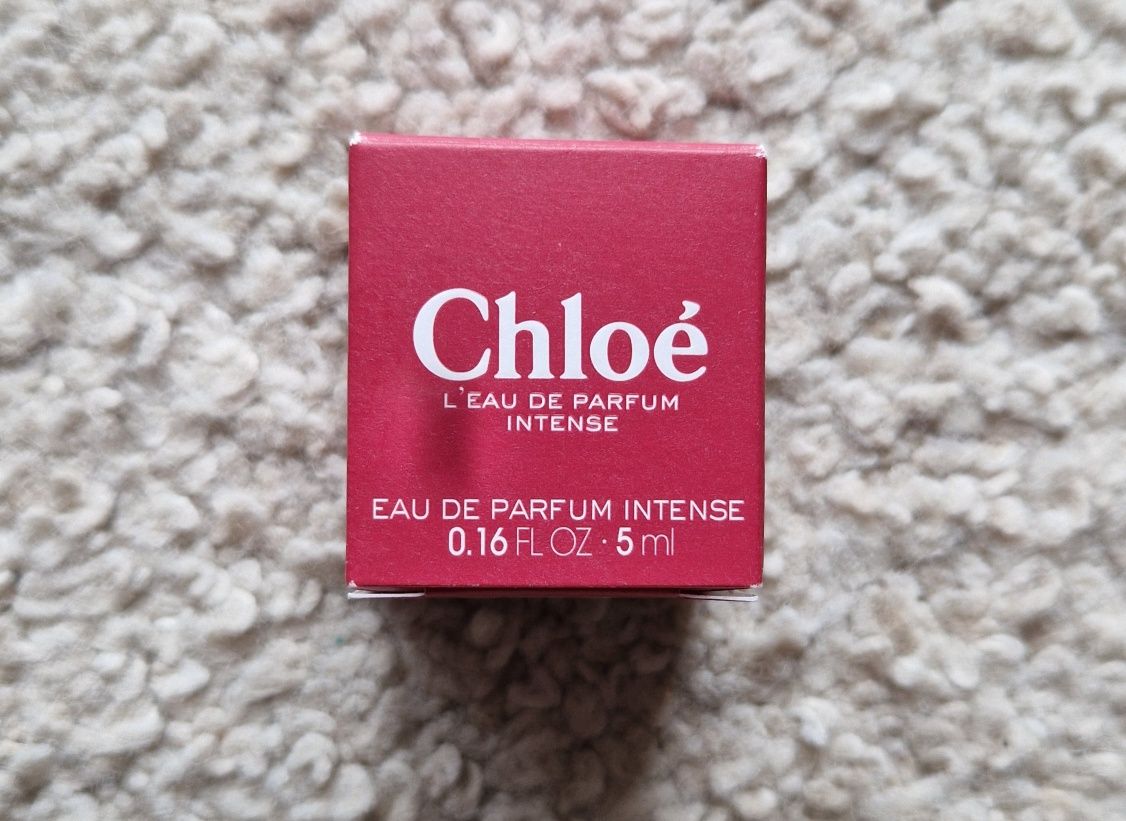 Chloé
L'EAU DE PARFUM
INTENSE
EAU DE PARFUM INTENSE
0.16 FL OZ · 5 ml